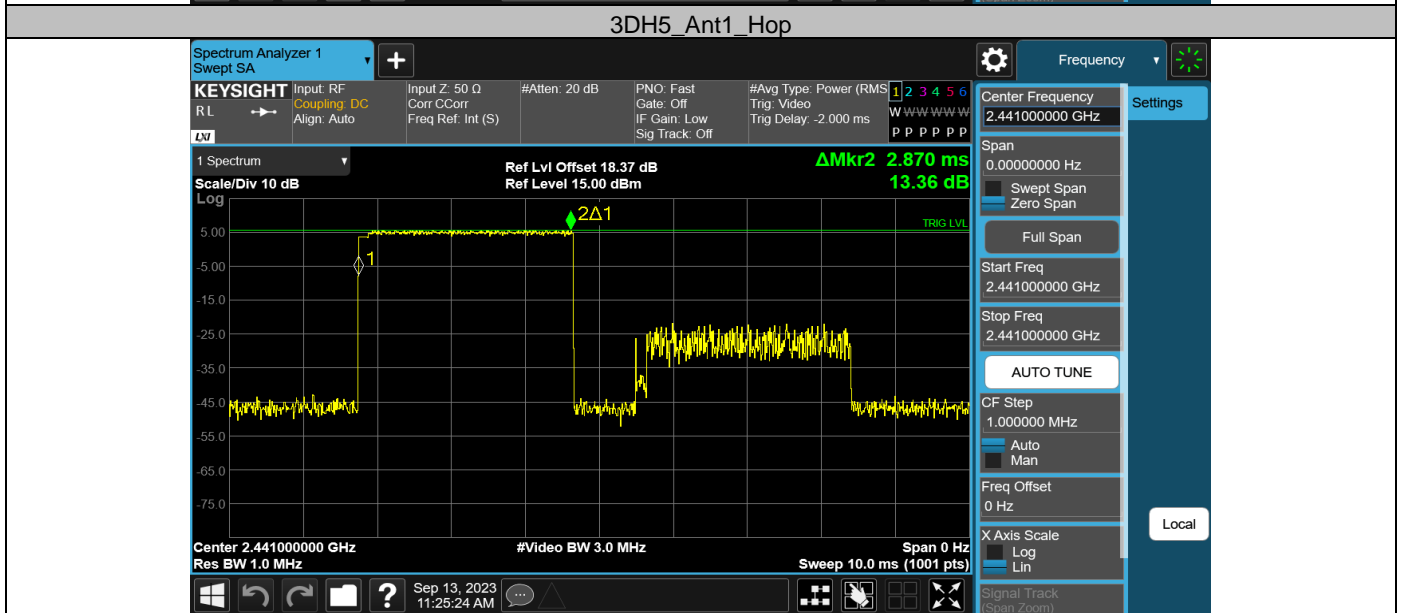 3DH5_Ant1_Hop
Spectrum Analyzer 1
Swept SA
Frequency
KEYSIGHT
RL
LXI
Input: RF
Coupling: DC
Align: Auto
Input Z: 50 Ω
Corr CCorr
Freq Ref: Int (S)
#Atten: 20 dB
PNO: Fast
Gate: Off
IF Gain: Low
Sig Track: Off
#Avg Type: Power (RMS
Trig: Video
Trig Delay: -2.000 ms
1 2 3 4 5 6
W W W W W W
P P P P P P
Center Frequency
2.441000000 GHz
Settings
Span
0.00000000 Hz
Swept Span
Zero Span
Full Span
Start Freq
2.441000000 GHz
Stop Freq
2.441000000 GHz
AUTO TUNE
CF Step
1.000000 MHz
Auto
Man
Freq Offset
0 Hz
X Axis Scale
Log
Lin
Signal Track
(Span Zoom)
Local
1 Spectrum
Scale/Div 10 dB
Log
Ref Lvl Offset 18.37 dB
Ref Level 15.00 dBm
ΔMkr2 2.870 ms
13.36 dB
2Δ1
TRIG LVL
1
5.00
-5.00
-15.0
-25.0
-35.0
-45.0
-55.0
-65.0
-75.0
Center 2.441000000 GHz
#Video BW 3.0 MHz
Span 0 Hz
Res BW 1.0 MHz
Sweep 10.0 ms (1001 pts)
?
Sep 13, 2023
11:25:24 AM